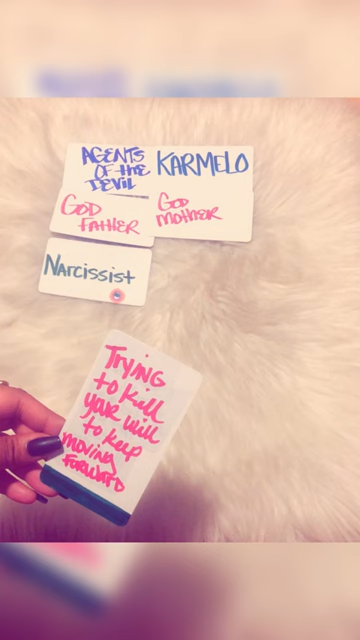 AGENTS
OF the
DEVIL
KARMELO
GOD
FATHER
GOD
MOTHER
Narcissist
TryING
to Kill
your will
to keep
moving
FORWARD